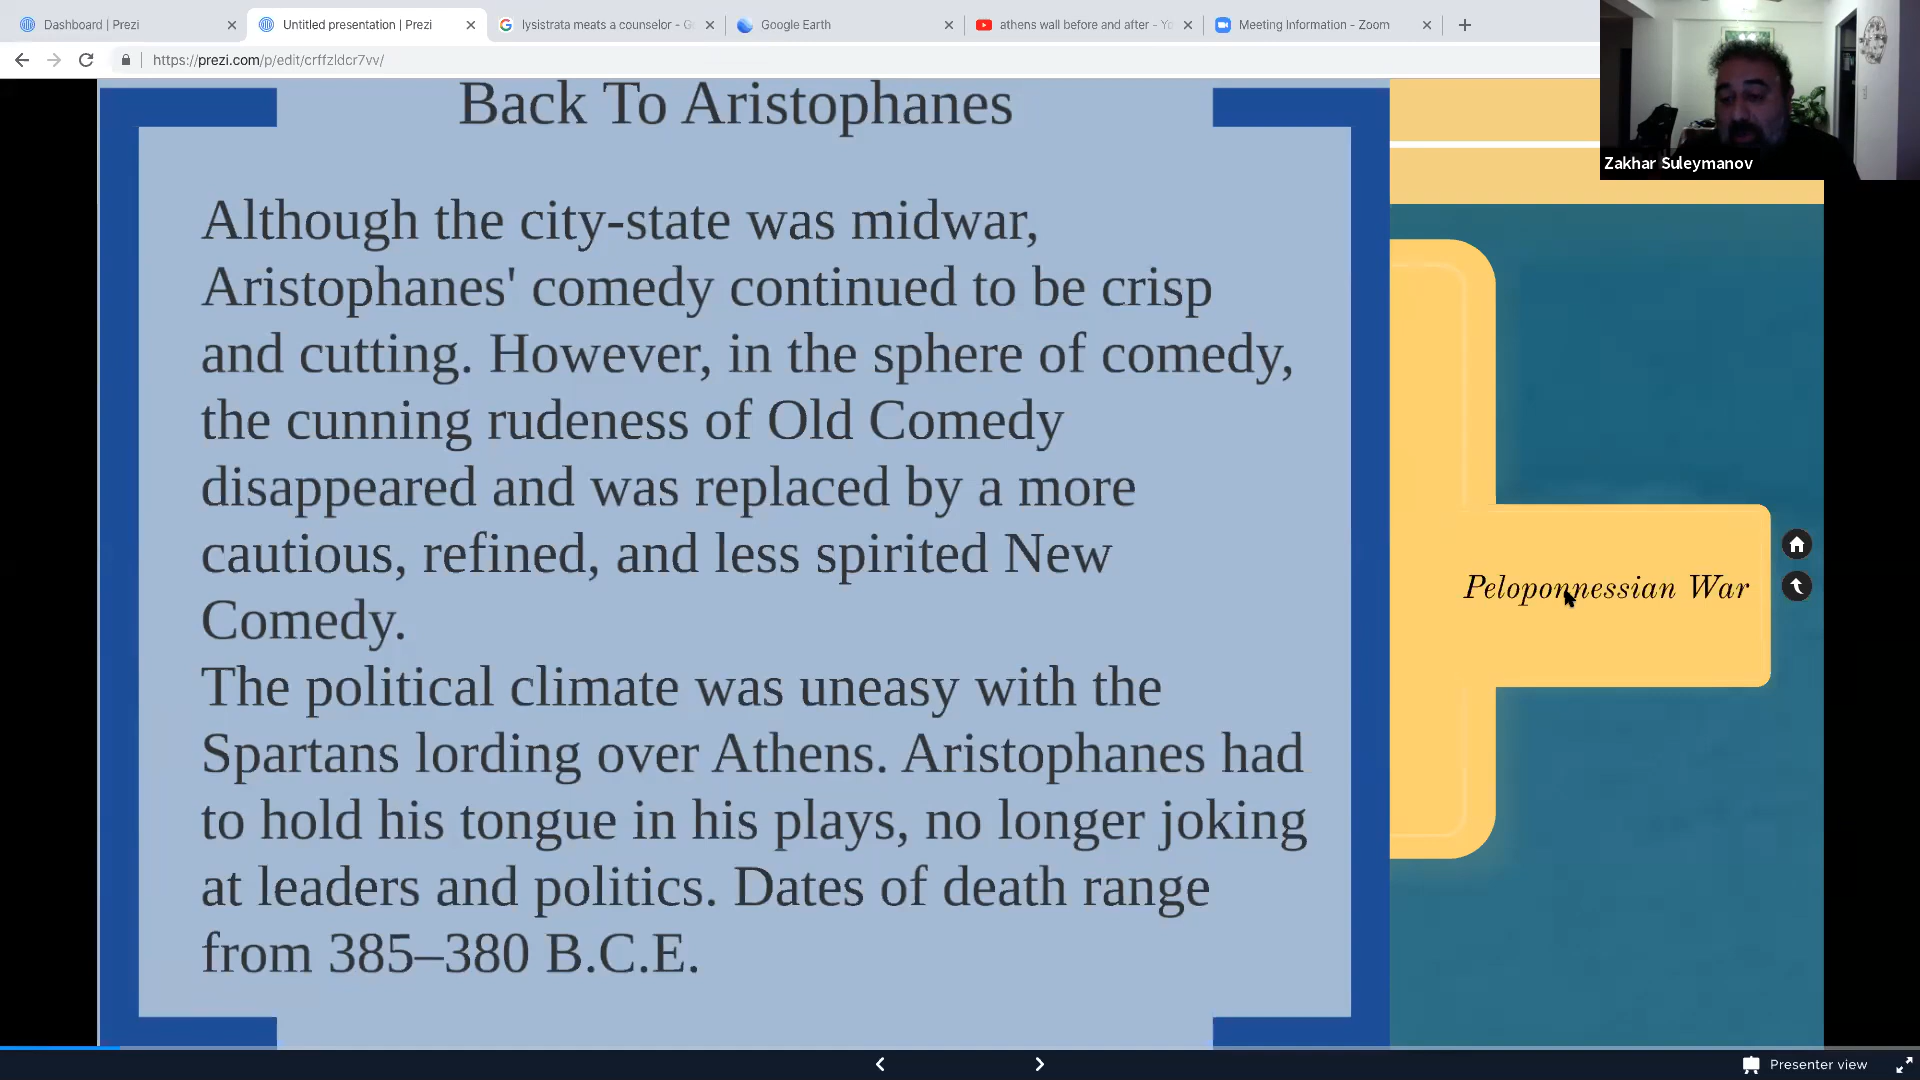 Dashboard | Prezi
Untitled presentation | Prezi
lysistrata meats a counselor - G
Google Earth
athens wall before and after - Yo
Meeting Information - Zoom
https://prezi.com/p/edit/crffzldcr7vv/
Zakhar Suleymanov
Back To Aristophanes
Although the city-state was midwar,
Aristophanes' comedy continued to be crisp
and cutting. However, in the sphere of comedy,
the cunning rudeness of Old Comedy
disappeared and was replaced by a more
cautious, refined, and less spirited New
Comedy.
The political climate was uneasy with the
Spartans lording over Athens. Aristophanes had
to hold his tongue in his plays, no longer joking
at leaders and politics. Dates of death range
from 385–380 B.C.E.
Peloponnessian War
Presenter view